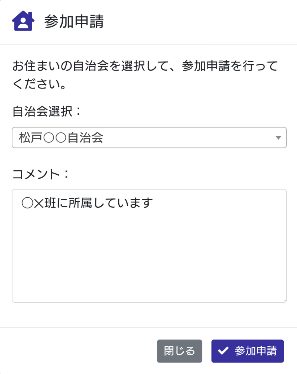 参加申請
お住まいの自治会を選択して、参加申請を行って
ください。
自治会選択：
松戸〇〇自治会
コメント：
〇×班に所属しています
閉じる
参加申請